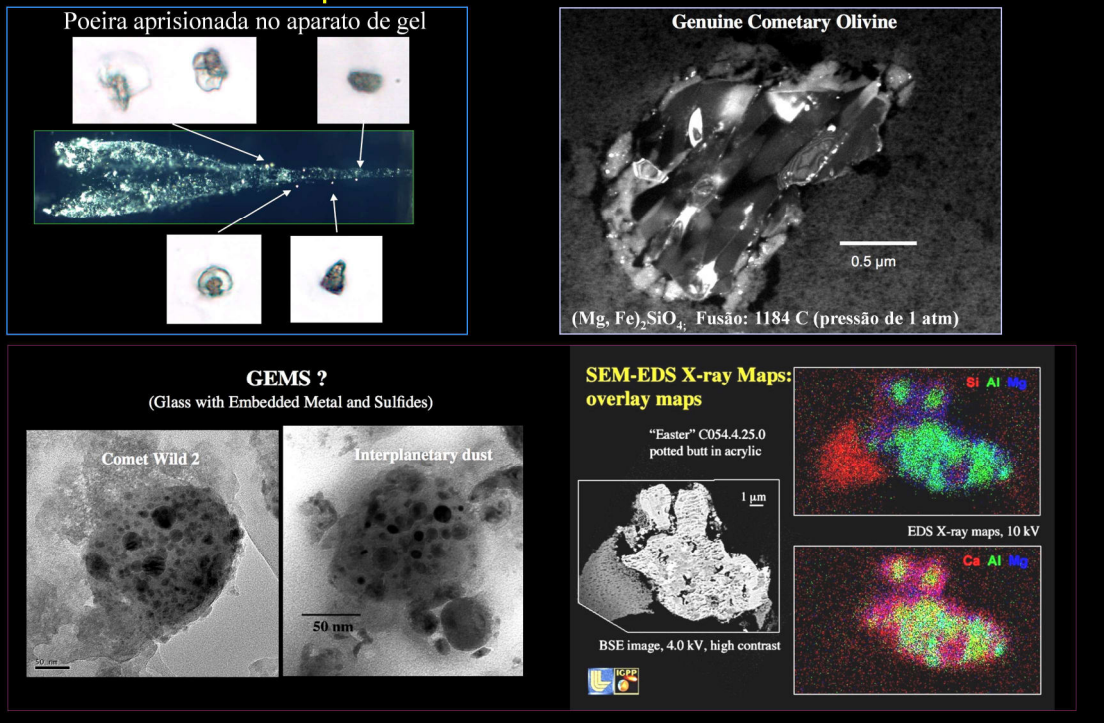 Poeira aprisionada no aparato de gel
Genuine Cometary Olivine
0.5 µm
(Mg, Fe)2SiO4; Fusão: 1184 C (pressão de 1 atm)
GEMS ?
(Glass with Embedded Metal and Sulfides)
Comet Wild 2
50 nm
Interplanetary dust
50 nm
SEM-EDS X-ray Maps:
overlay maps
“Easter” C054.4.25.0
potted butt in acrylic
1 µm
BSE image, 4.0 kV, high contrast
IGPP
Si Al Mg
EDS X-ray maps, 10 kV
Ca Al Mg